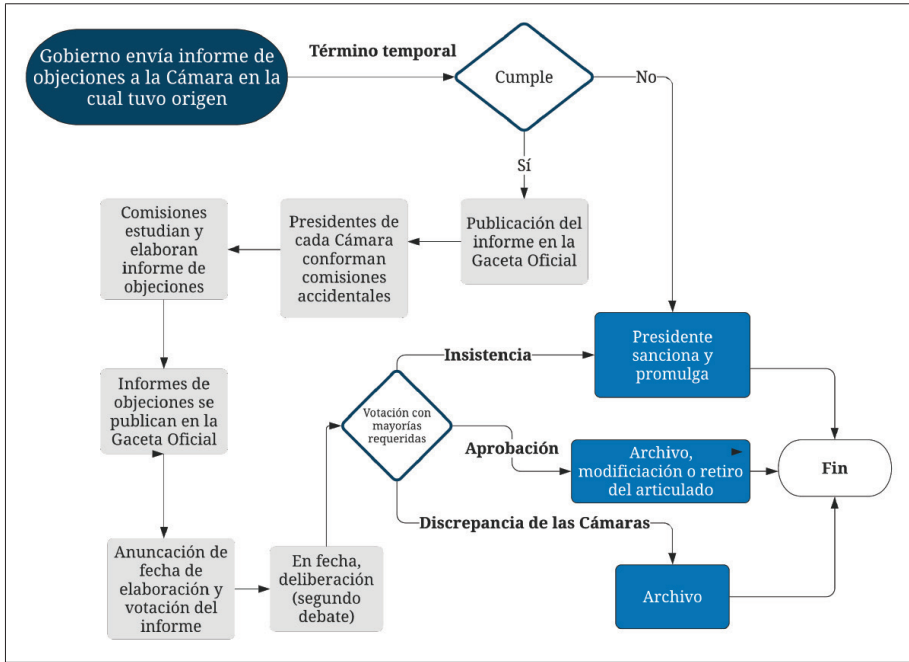 Gobierno envía informe de
objeciones a la Cámara en la
cual tuvo origen
Término temporal
Cumple
No
Sí
Publicación del
informe en la
Gaceta Oficial
Presidentes de
cada Cámara
conforman
comisiones
accidentales
Comisiones
estudian y
elaboran
informe de
objeciones
Informes de
objeciones se
publican en la
Gaceta Oficial
Anuncación de
fecha de
elaboración y
votación del
informe
En fecha,
deliberación
(segundo
debate)
Votación con
mayorías
requeridas
Insistencia
Presidente
sanciona y
promulga
Aprobación
Archivo,
modificiación o retiro
del articulado
Discrepancia de las Cámaras
Archivo
Fin